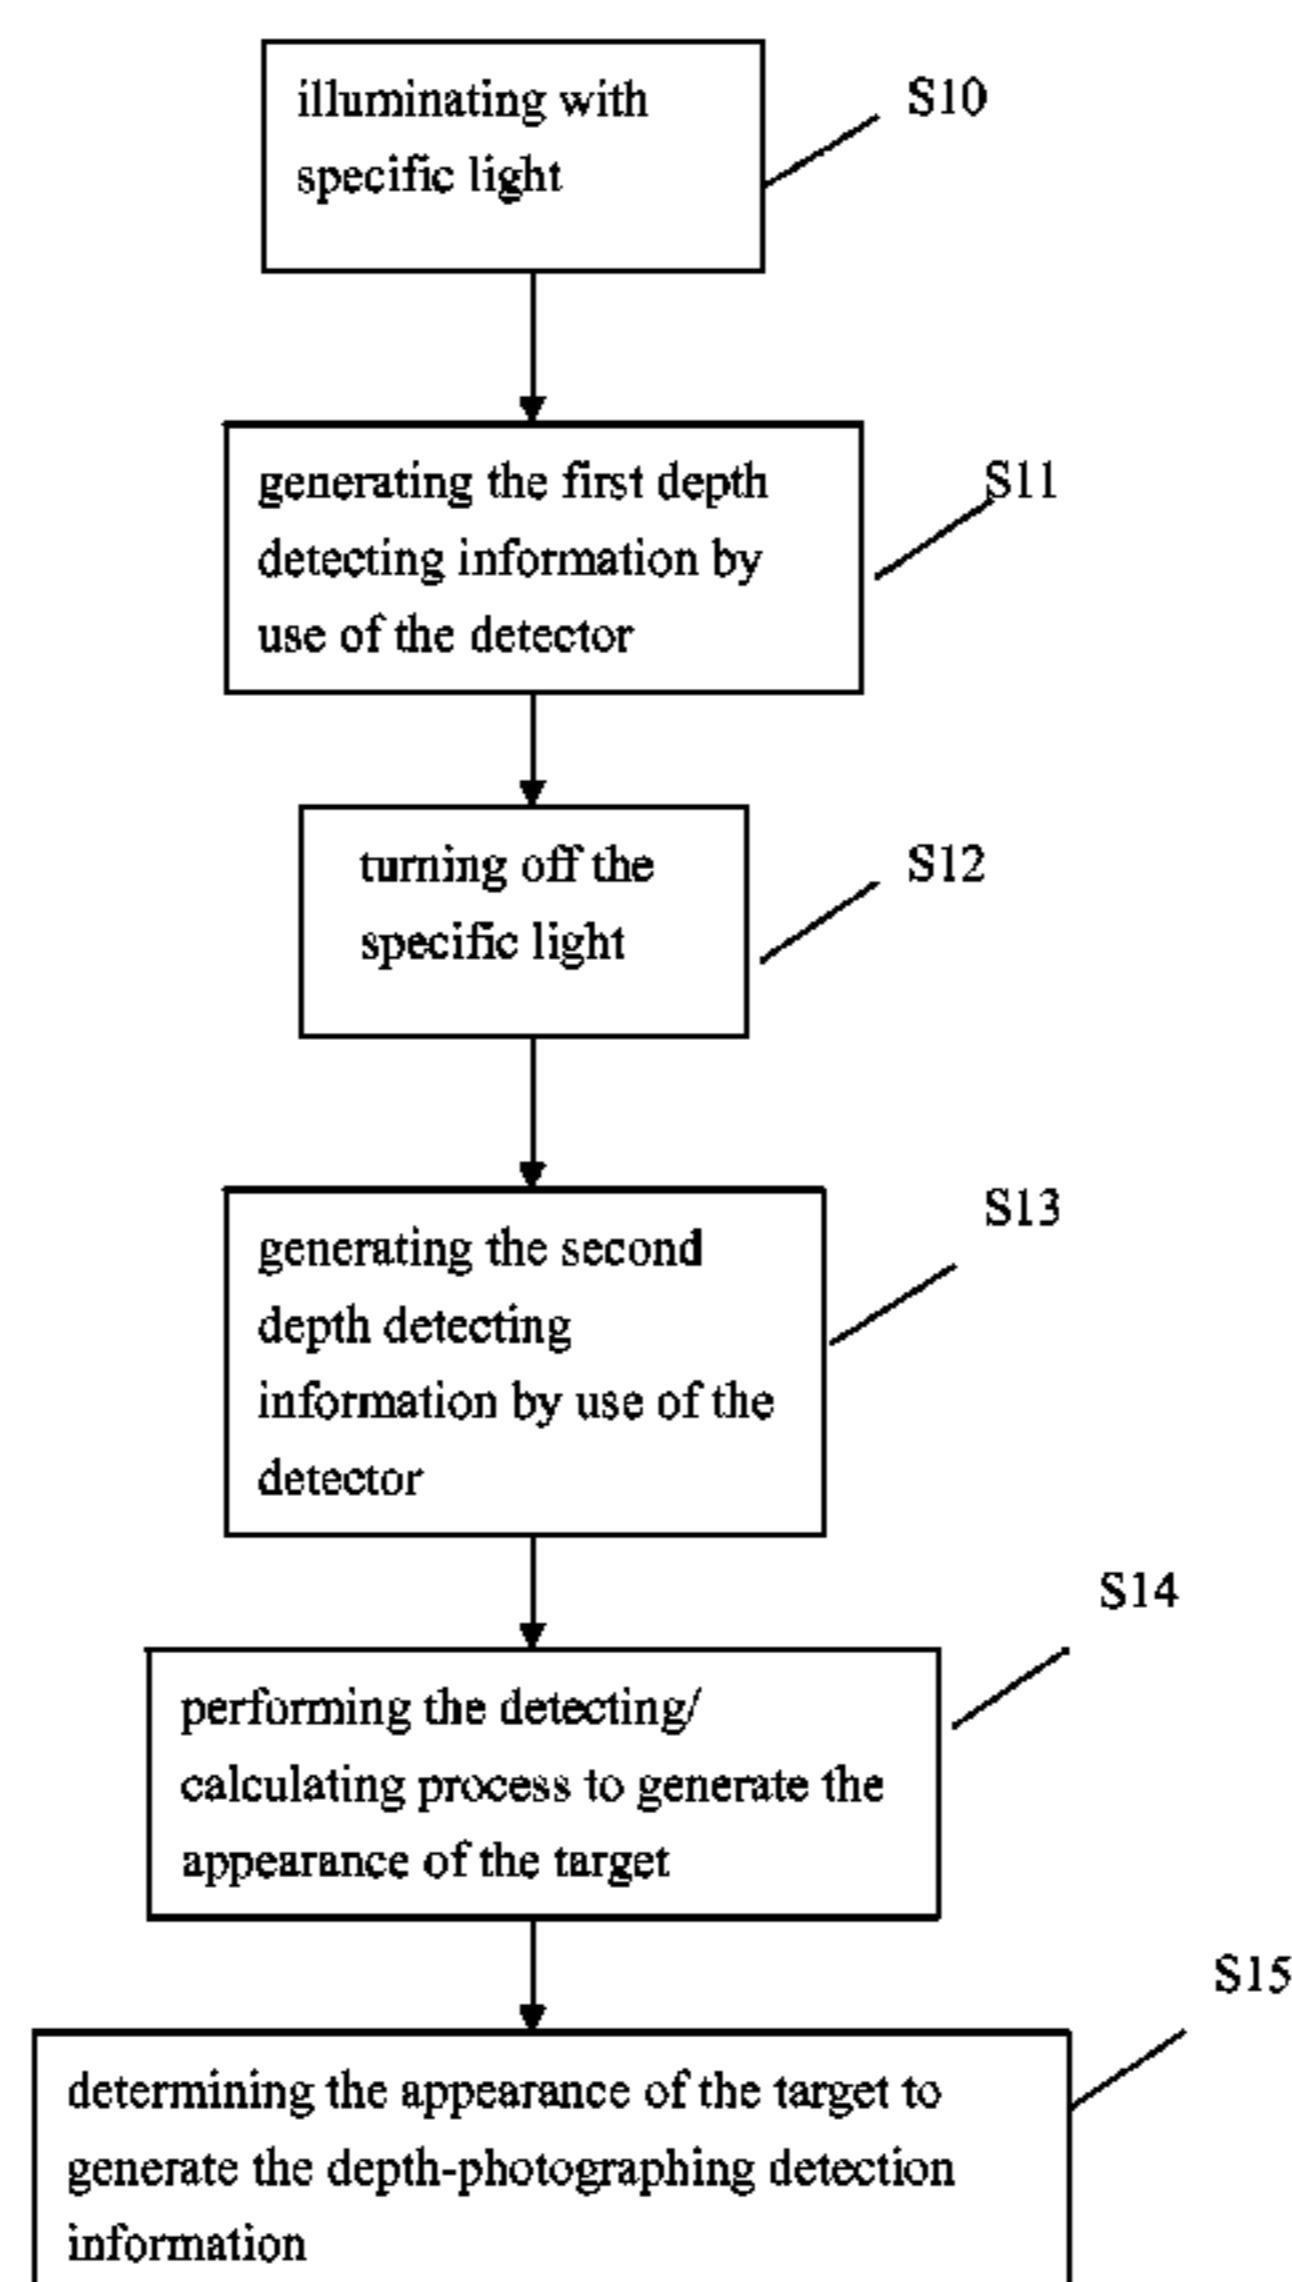 illuminating with
specific light
S10
generating the first depth
detecting information by
use of the detector
S11
turning off the
specific light
S12
generating the second
depth detecting
information by use of the
detector
S13
performing the detecting/
calculating process to generate the
appearance of the target
S14
determining the appearance of the target to
generate the depth-photographing detection
information
S15